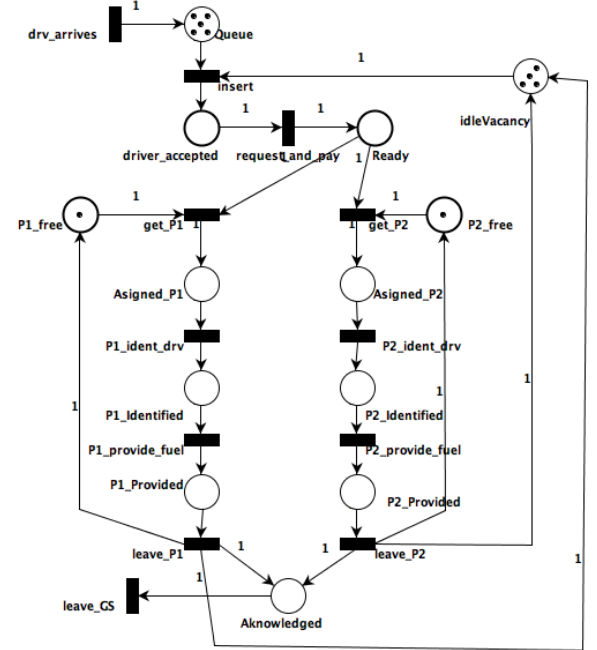 1
drv_arrives
Queue
1
insert
idleVacancy
1
1
driver_accepted
request_and_pay
1
1
Ready
1
1
P1_free
get_P1
1
1
get_P2
P2_free
Asigned_P1
Asigned_P2
P1_ident_drv
P2_ident_drv
1
1
1
P1_Identified
P2_Identified
P1_provide_fuel
P2_provide_fuel
P1_Provided
P2_Provided
1
1
leave_P1
leave_P2
1
1
leave_GS
Aknowledged